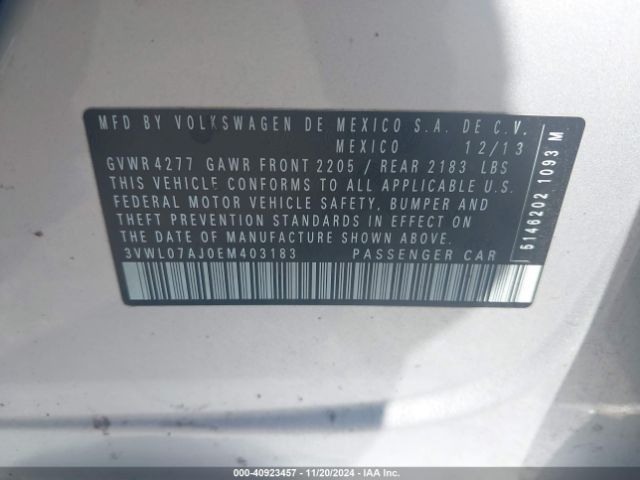 MFD BY VOLKSWAGEN DE MEXICO S.A. DE C.V.
MEXICO 12/13
GVWR 4277 GAWR FRONT 2205 / REAR 2183 LBS
THIS VEHICLE CONFORMS TO ALL APPLICABLE U.S.
FEDERAL MOTOR VEHICLE SAFETY, BUMPER AND
THEFT PREVENTION STANDARDS IN EFFECT ON
THE DATE OF MANUFACTURE SHOWN ABOVE.
3VWL07AJ0EM403183 PASSENGER CAR
5146202 1093 M
000-40923457 - 11/20/2024 - IAA Inc.